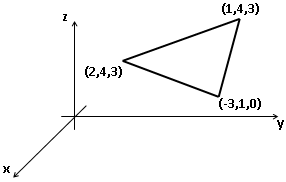 (1,4,3)
z
(2,4,3)
(-3,1,0)
y
x